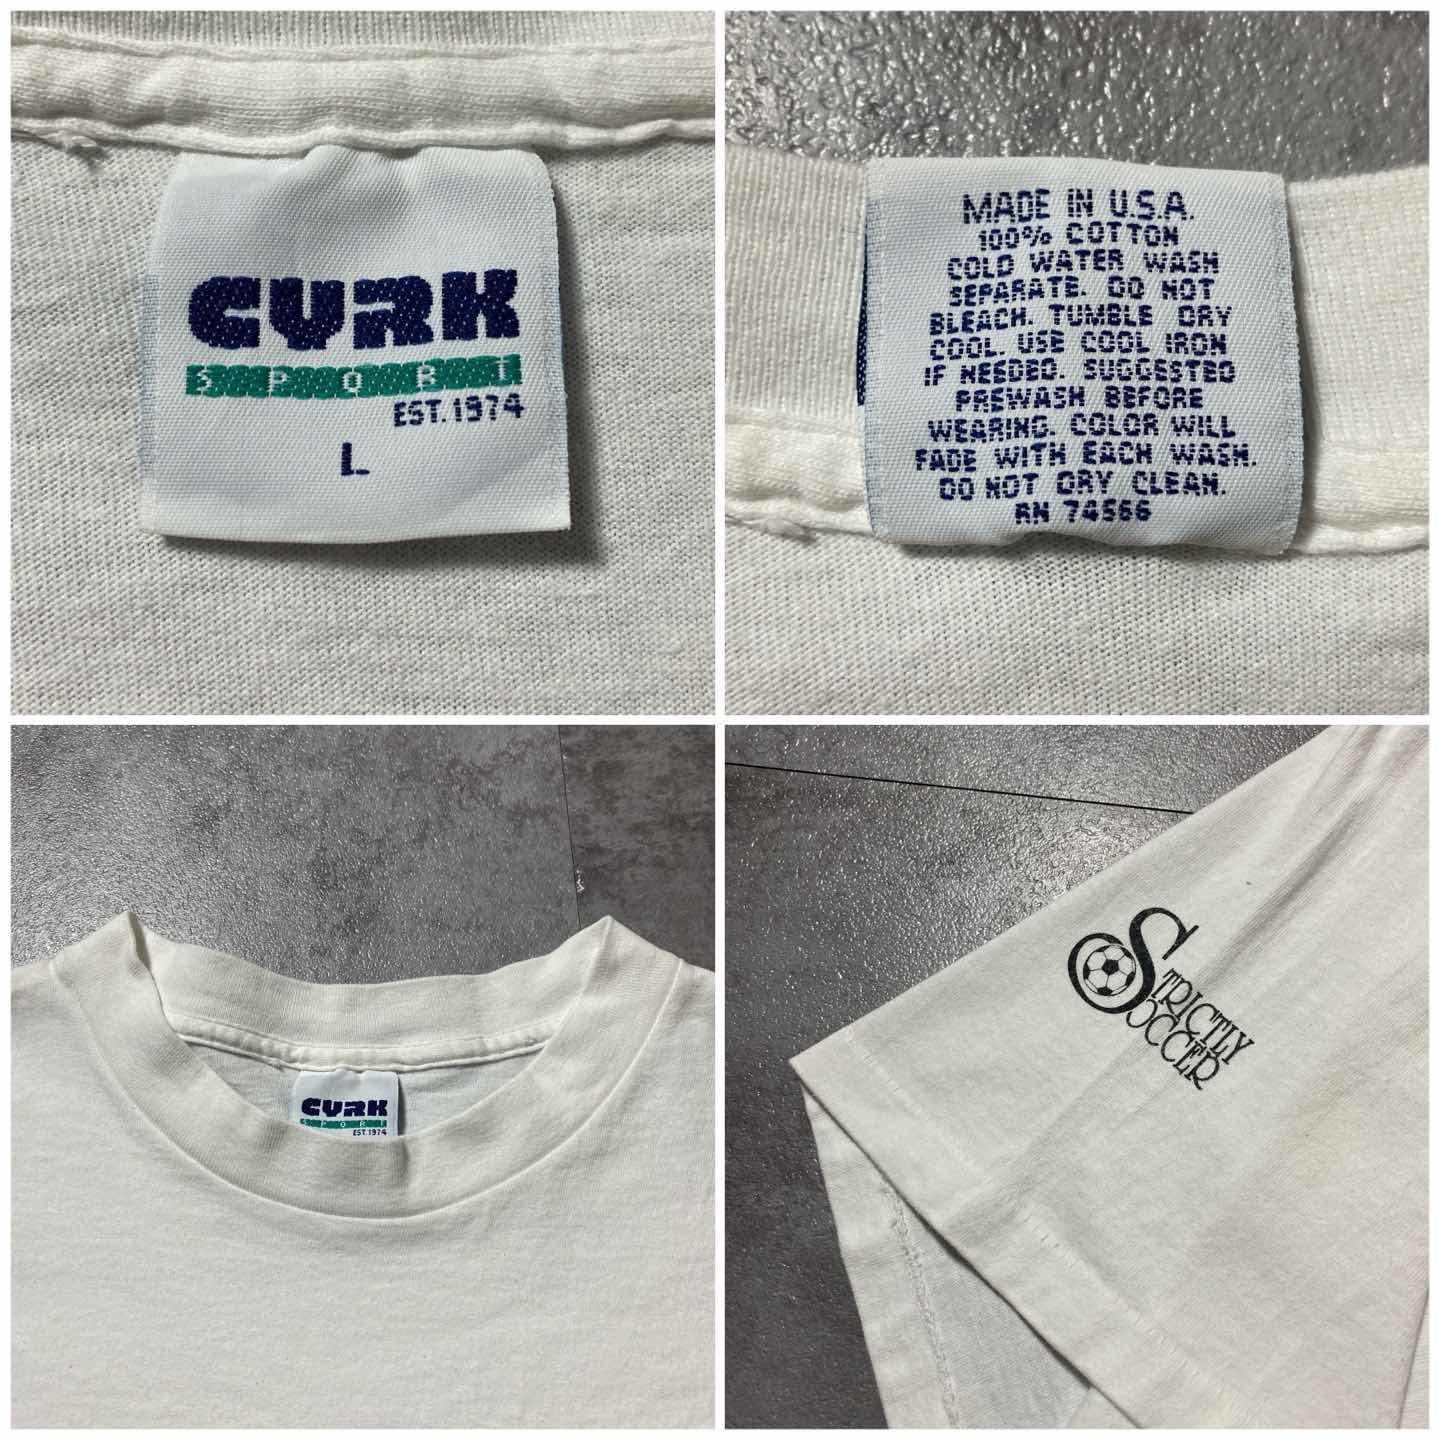 CYRK
SPORT
EST. 1974
L
MADE IN U.S.A.
100% COTTON
COLD WATER WASH
SEPARATE. DO NOT
BLEACH. TUMBLE DRY
COOL. USE COOL IRON
IF NEEDED. SUGGESTED
PREWASH BEFORE
WEARING. COLOR WILL
FADE WITH EACH WASH.
DO NOT DRY CLEAN.
RN 74566
CYRK
SPORT
EST. 1974
STRICTLY
SOCCER